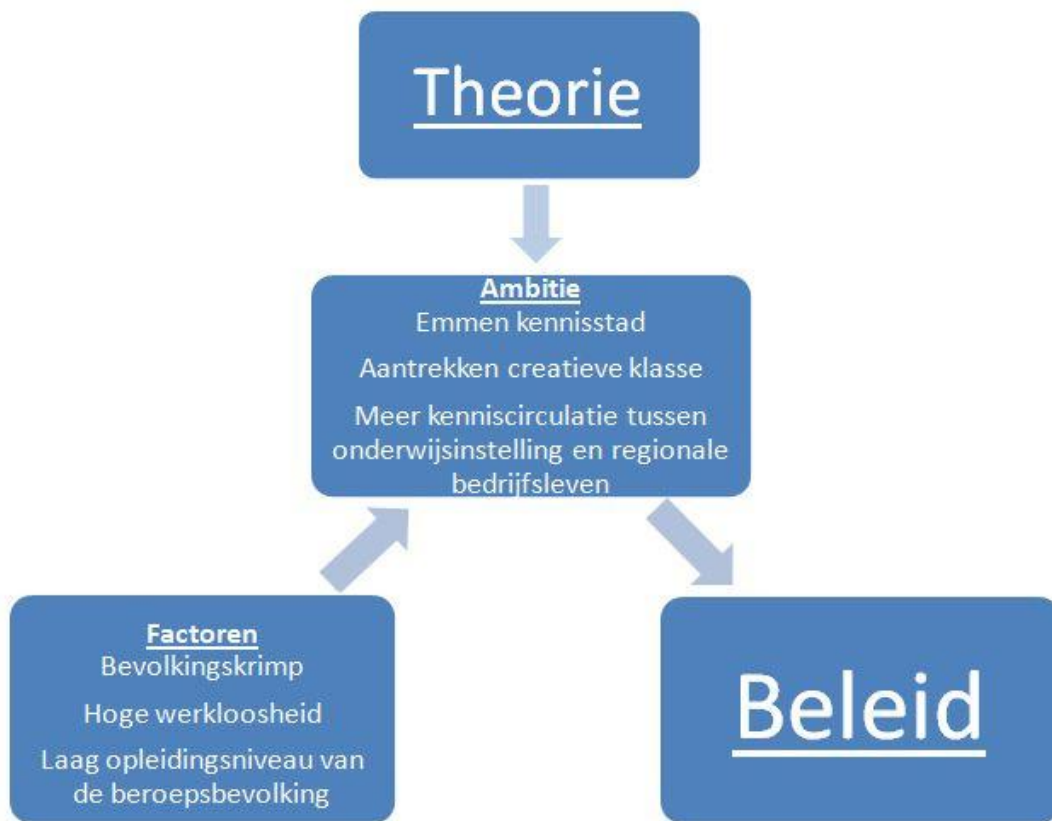 Theorie
Ambitie
Emmen kennisstad
Aantrekken creatieve klasse
Meer kenniscirculatie tussen
onderwijsinstelling en regionale
bedrijfsleven
Factoren
Bevolkingskrimp
Hoge werkloosheid
Laag opleidingsniveau van
de beroepsbevolking
Beleid